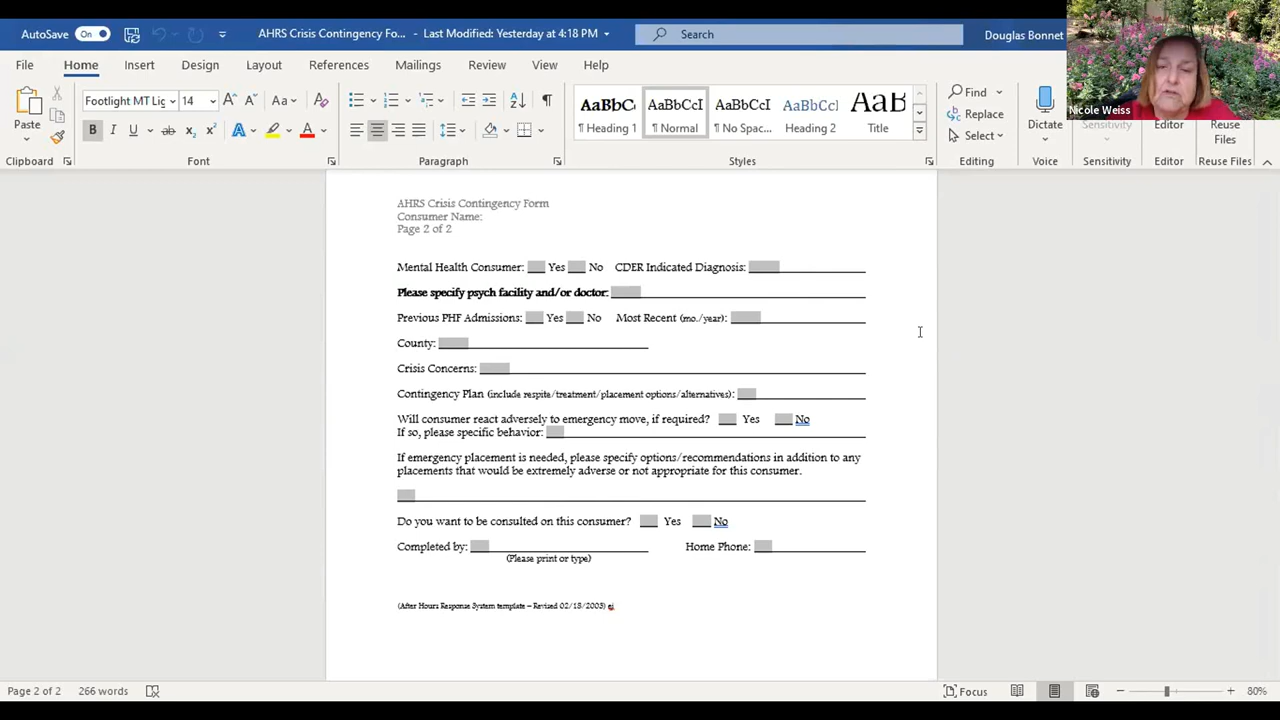 AutoSave On AHRS Crisis Contingency Fo... - Last Modified: Yesterday at 4:18 PM Search Douglas Bonnet
File Home Insert Design Layout References Mailings Review View Help
Nicole Weiss
Paste
Footlight MT Lig 14
AaBbC AaBbCcI AaBbCcI AaBbCcI AaB
¶ Heading 1 ¶ Normal ¶ No Spac... Heading 2 Title
Find
Replace
Select
Dictate Sensitivity Editor Reuse Files
Clipboard Font Paragraph Styles Editing Voice Sensitivity Editor Reuse Files
AHRS Crisis Contingency Form
Consumer Name:
Page 2 of 2
Mental Health Consumer: Yes No CDER Indicated Diagnosis:
Please specify psych facility and/or doctor:
Previous PHF Admissions: Yes No Most Recent (mo./year):
County:
Crisis Concerns:
Contingency Plan (include respite/treatment/placement options/alternatives):
Will consumer react adversely to emergency move, if required? Yes No
If so, please specific behavior:
If emergency placement is needed, please specify options/recommendations in addition to any
placements that would be extremely adverse or not appropriate for this consumer.
Do you want to be consulted on this consumer? Yes No
Completed by: Home Phone:
(Please print or type)
(After Hours Response System template – Revised 02/18/2003) ej
Page 2 of 2 266 words Focus 80%